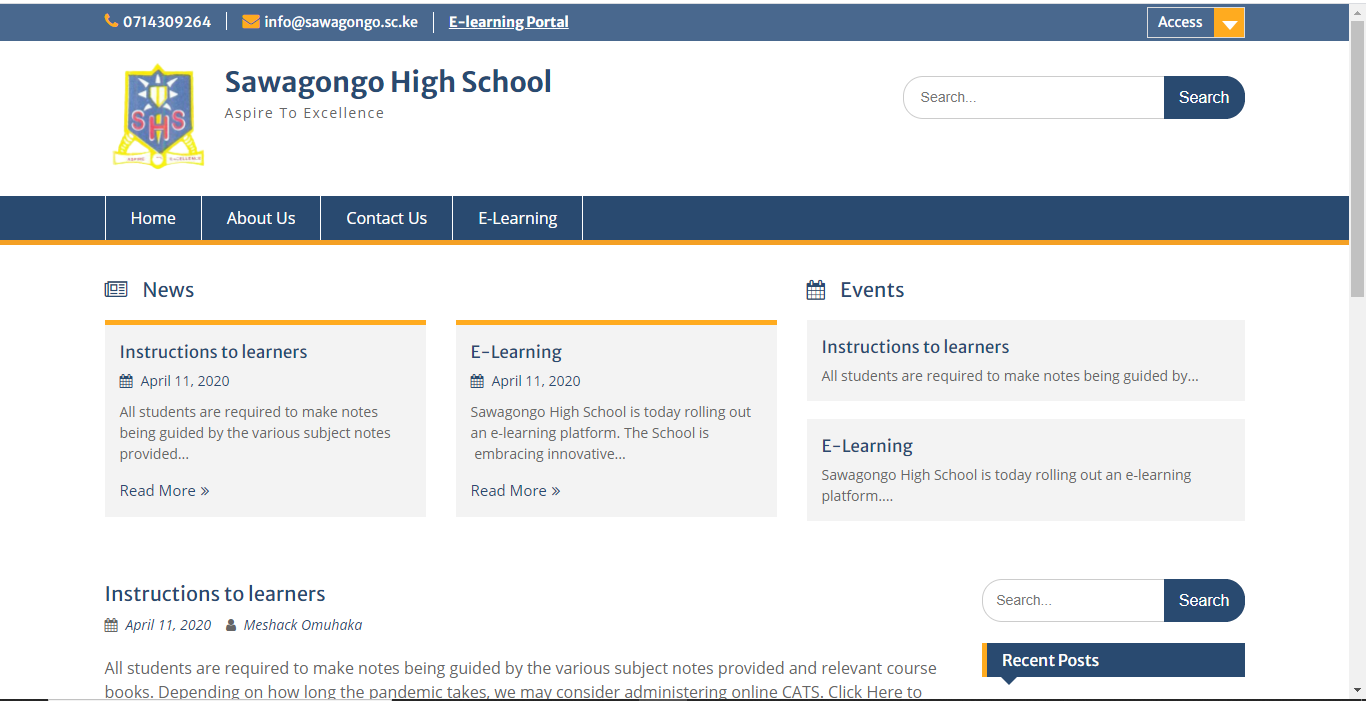 0714309264 info@sawagongo.sc.ke E-learning Portal Access
Sawagongo High School
Aspire To Excellence
SHS
Search... Search
Home About Us Contact Us E-Learning
News
Instructions to learners
April 11, 2020
All students are required to make notes
being guided by the various subject notes
provided...
Read More »
E-Learning
April 11, 2020
Sawagongo High School is today rolling out
an e-learning platform. The School is
embracing innovative...
Read More »
Events
Instructions to learners
All students are required to make notes being guided by...
E-Learning
Sawagongo High School is today rolling out an e-learning
platform....
Instructions to learners
April 11, 2020 Meshack Omuhaka
All students are required to make notes being guided by the various subject notes provided and relevant course
books. Depending on how long the pandemic takes, we may consider administering online CATS. Click Here to
Search... Search
Recent Posts